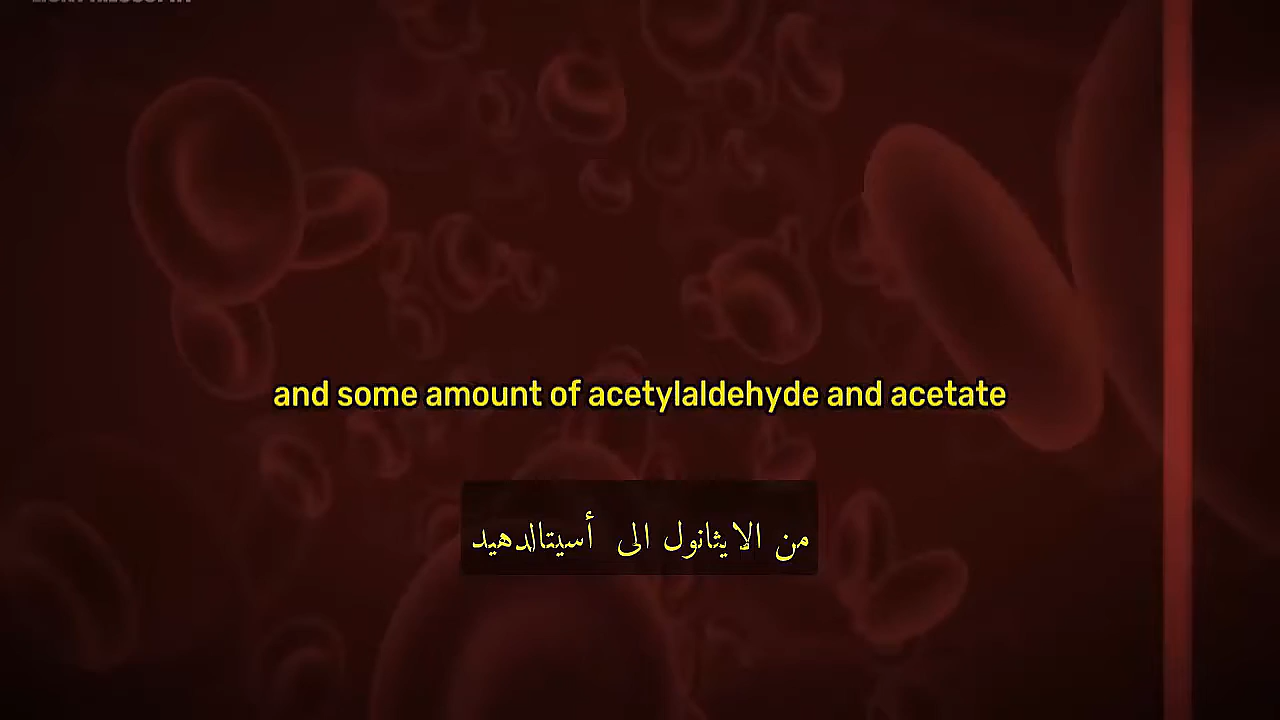 and some amount of acetylaldehyde and acetate
من الايثانول الى أسيتالدهيد